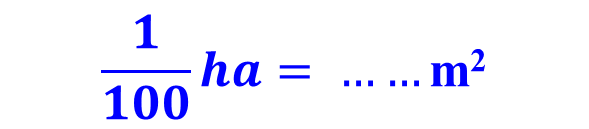 1/100 ha = ... ... m²